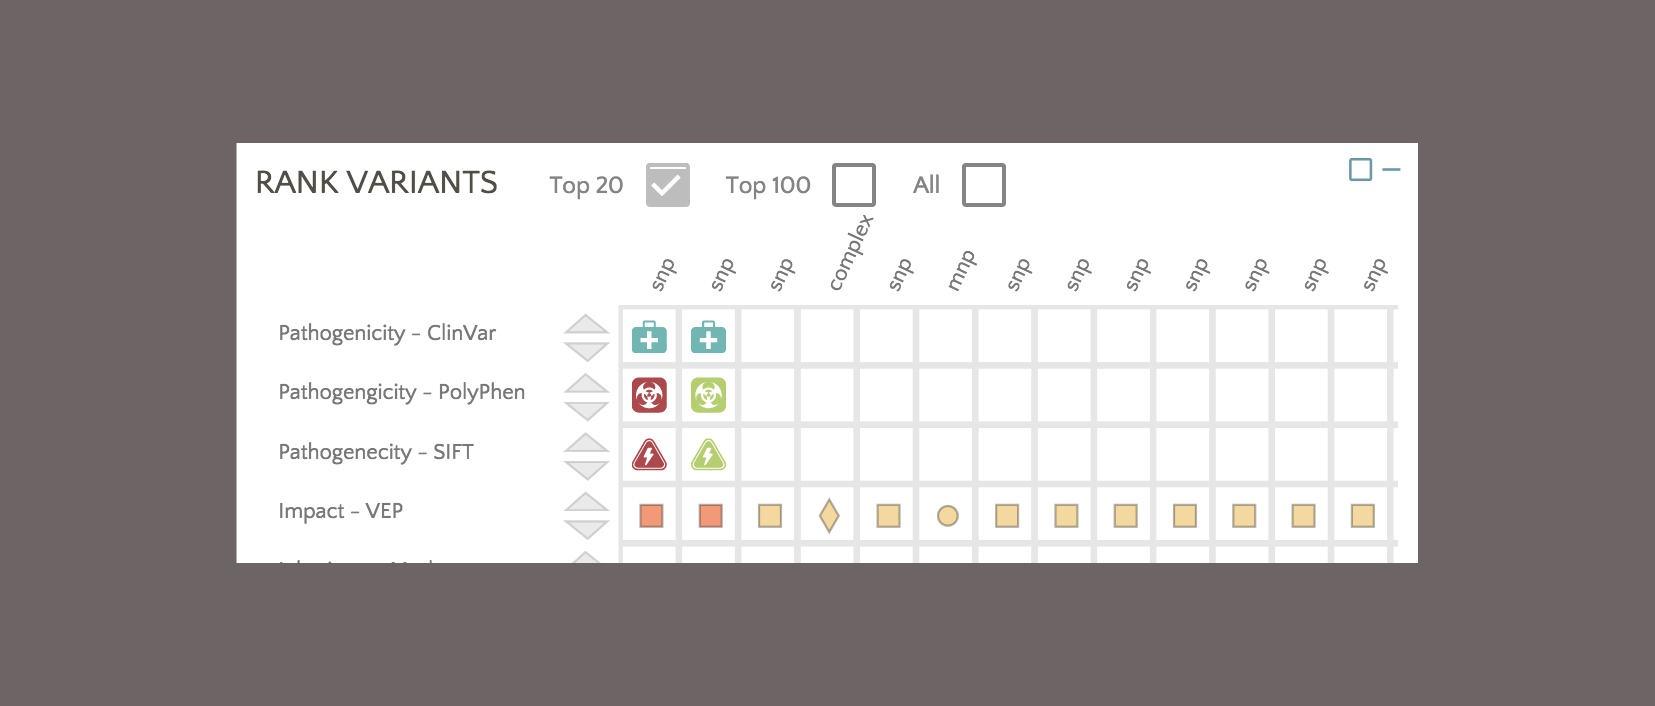 RANK VARIANTS Top 20 Top 100 All
snp snp snp complex snp mnp snp snp snp snp snp snp snp
Pathogenicity - ClinVar
Pathogengicity - PolyPhen
Pathogenecity - SIFT
Impact - VEP